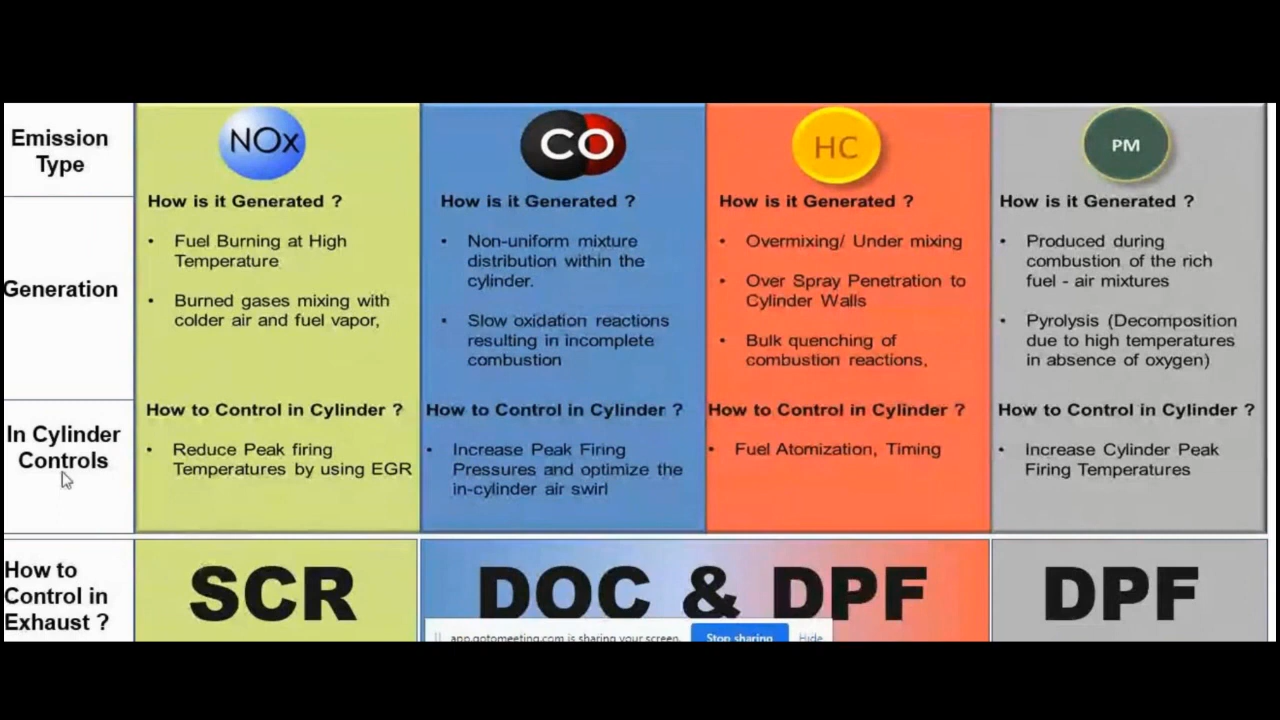 Emission
Type
NOx
CO
HC
PM
Generation
How is it Generated ?
• Fuel Burning at High
Temperature
• Burned gases mixing with
colder air and fuel vapor,
How is it Generated ?
• Non-uniform mixture
distribution within the
cylinder.
• Slow oxidation reactions
resulting in incomplete
combustion
How is it Generated ?
• Overmixing/ Under mixing
• Over Spray Penetration to
Cylinder Walls
• Bulk quenching of
combustion reactions,
How is it Generated ?
• Produced during
combustion of the rich
fuel - air mixtures
• Pyrolysis (Decomposition
due to high temperatures
in absence of oxygen)
In Cylinder
Controls
How to Control in Cylinder ?
• Reduce Peak firing
Temperatures by using EGR
How to Control in Cylinder ?
• Increase Peak Firing
Pressures and optimize the
in-cylinder air swirl
How to Control in Cylinder ?
• Fuel Atomization, Timing
How to Control in Cylinder ?
• Increase Cylinder Peak
Firing Temperatures
How to
Control in
Exhaust ?
SCR
DOC & DPF
DPF
app.gotomeeting.com is sharing your screen.
Stop sharing
Hide